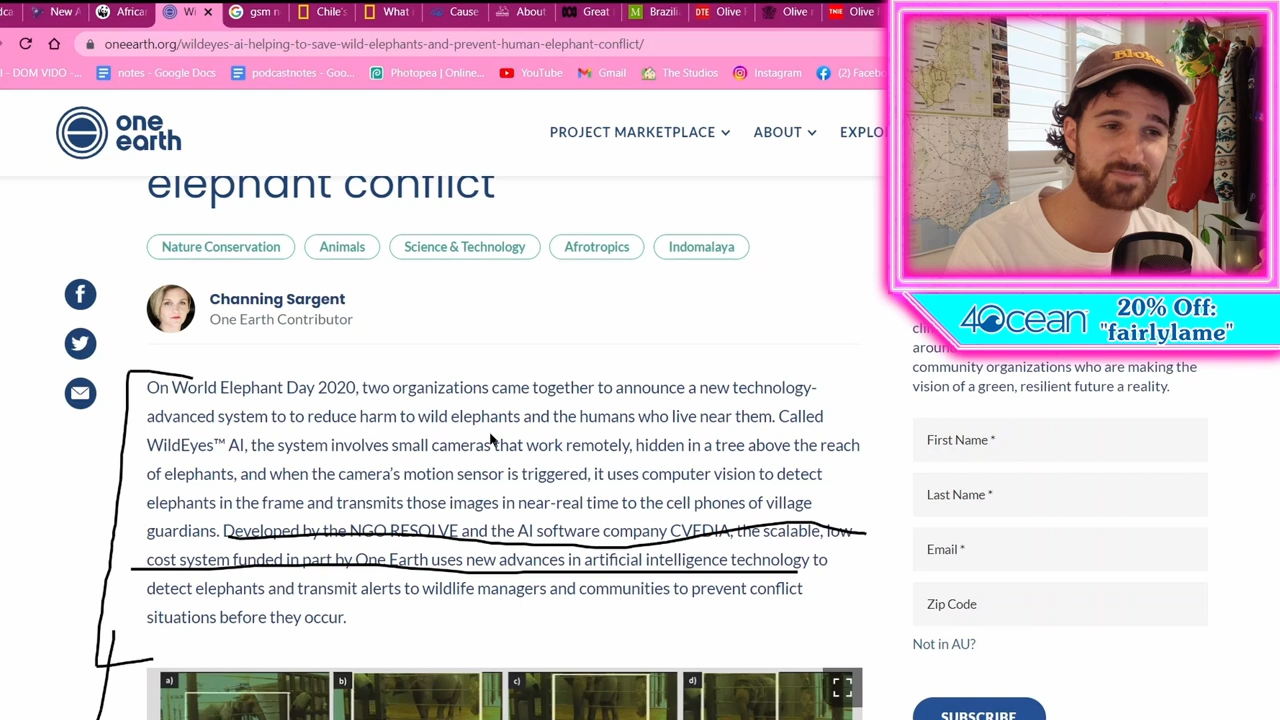 New A
African
Wi
gsm n
Chile's
What i
Cause
About
Great
Brazili
Olive R
Olive r
Olive
oneearth.org/wildeyes-ai-helping-to-save-wild-elephants-and-prevent-human-elephant-conflict/
I - DOM VIDO -...
notes - Google Docs
podcastnotes - Goo...
Photopea | Online...
YouTube
Gmail
The Studios
Instagram
(2) Facebo
one
earth
PROJECT MARKETPLACE
ABOUT
EXPLO
Bloke
elephant conflict
Nature Conservation
Animals
Science & Technology
Afrotropics
Indomalaya
Channing Sargent
One Earth Contributor
4Ocean
20% Off:
"fairlylame"
around
community organizations who are making the
vision of a green, resilient future a reality.
On World Elephant Day 2020, two organizations came together to announce a new technology-
advanced system to to reduce harm to wild elephants and the humans who live near them. Called
WildEyes™ AI, the system involves small cameras that work remotely, hidden in a tree above the reach
of elephants, and when the camera's motion sensor is triggered, it uses computer vision to detect
elephants in the frame and transmits those images in near-real time to the cell phones of village
guardians. Developed by the NGO RESOLVE and the AI software company CVEDIA, the scalable, low
cost system funded in part by One Earth uses new advances in artificial intelligence technology to
detect elephants and transmit alerts to wildlife managers and communities to prevent conflict
situations before they occur.
First Name *
Last Name *
Email *
Zip Code
Not in AU?
SUBSCRIBE
a)
b)
c)
d)